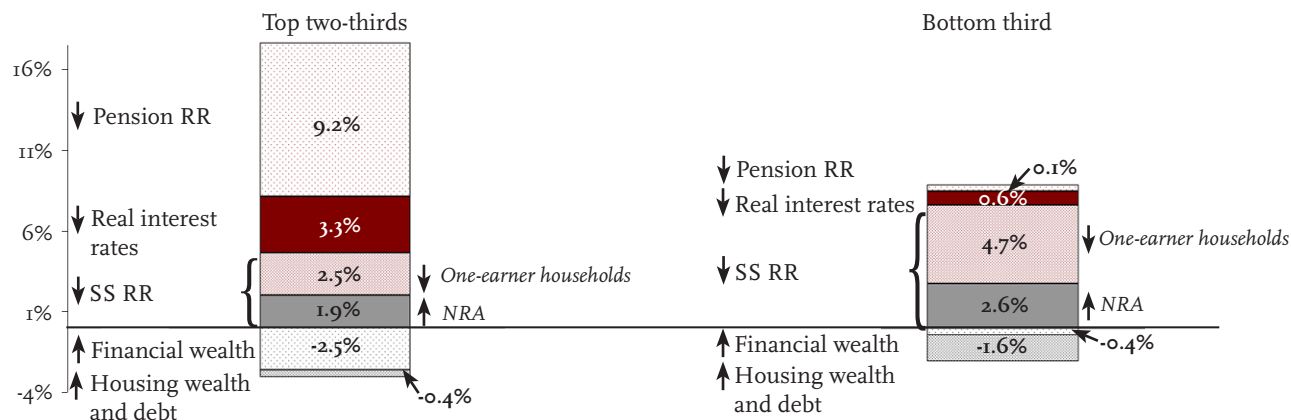 Top two-thirds
Bottom third
16%
11%
6%
1%
-4%
Pension RR
Real interest
rates
SS RR
Financial wealth
Housing wealth
and debt
9.2%
3.3%
2.5%
1.9%
-2.5%
-0.4%
One-earner households
NRA
Pension RR
Real interest rates
SS RR
Financial wealth
Housing wealth
and debt
0.1%
0.6%
4.7%
2.6%
-0.4%
-1.6%
One-earner households
NRA